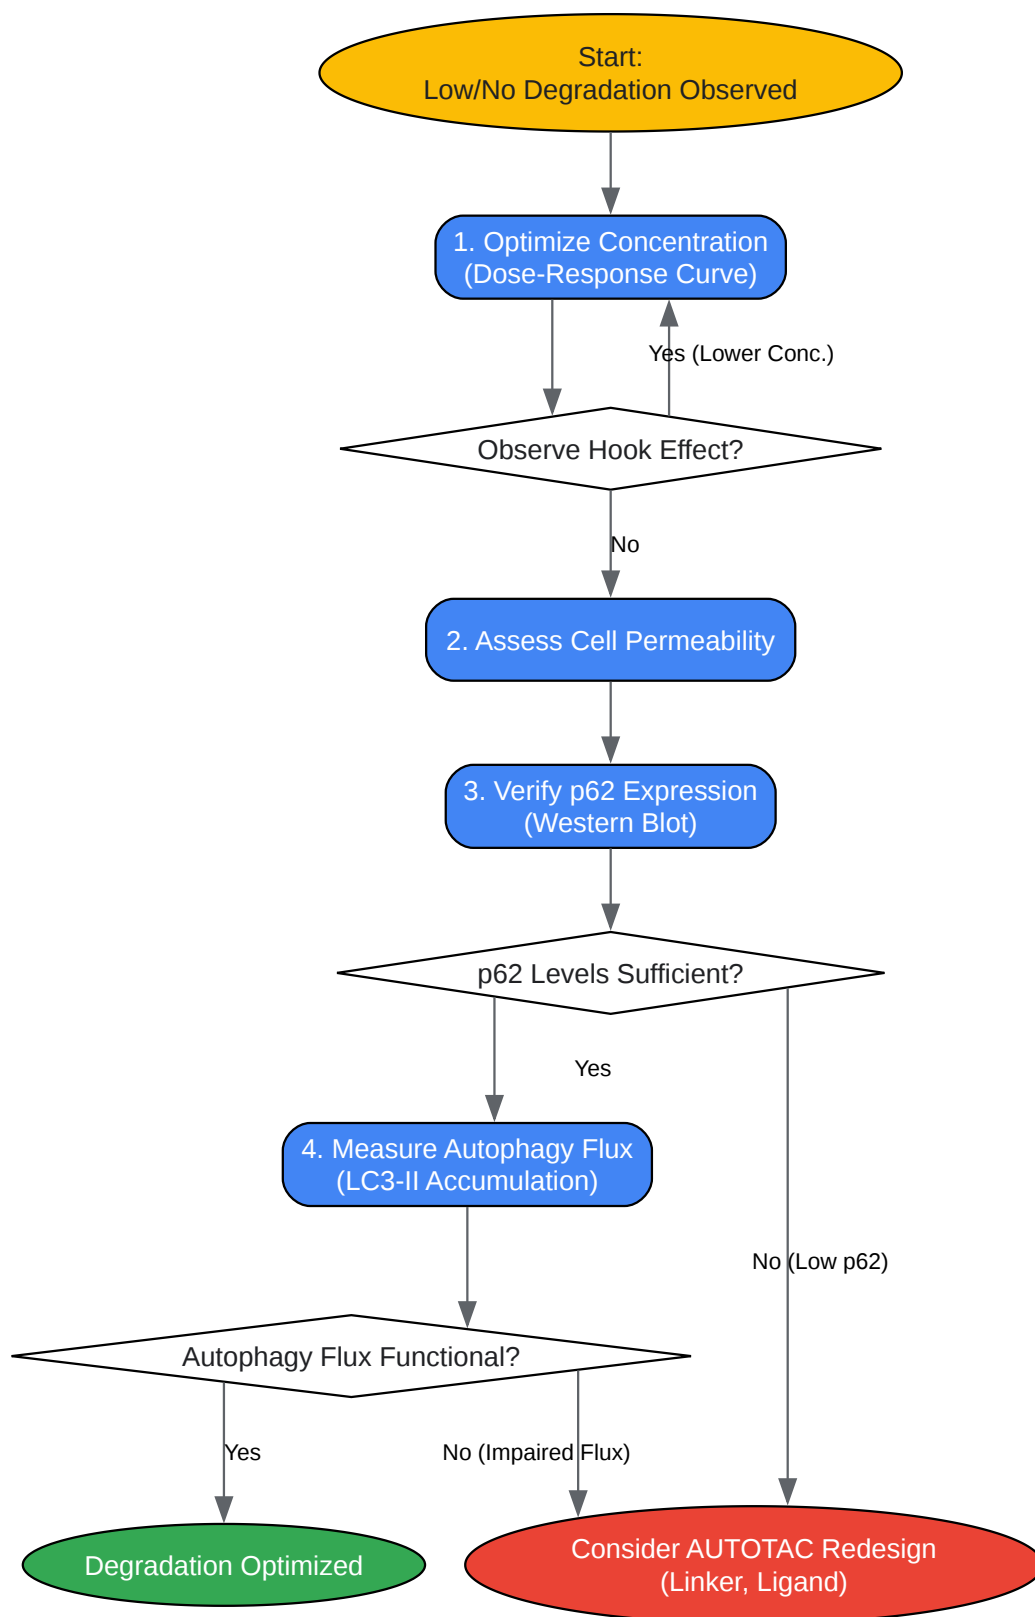 Start:
Low/No Degradation Observed
1. Optimize Concentration
(Dose-Response Curve)
Yes (Lower Conc.)
Observe Hook Effect?
No
2. Assess Cell Permeability
3. Verify p62 Expression
(Western Blot)
p62 Levels Sufficient?
Yes
4. Measure Autophagy Flux
(LC3-II Accumulation)
No (Low p62)
Autophagy Flux Functional?
Yes
No (Impaired Flux)
Degradation Optimized
Consider AUTOTAC Redesign
(Linker, Ligand)